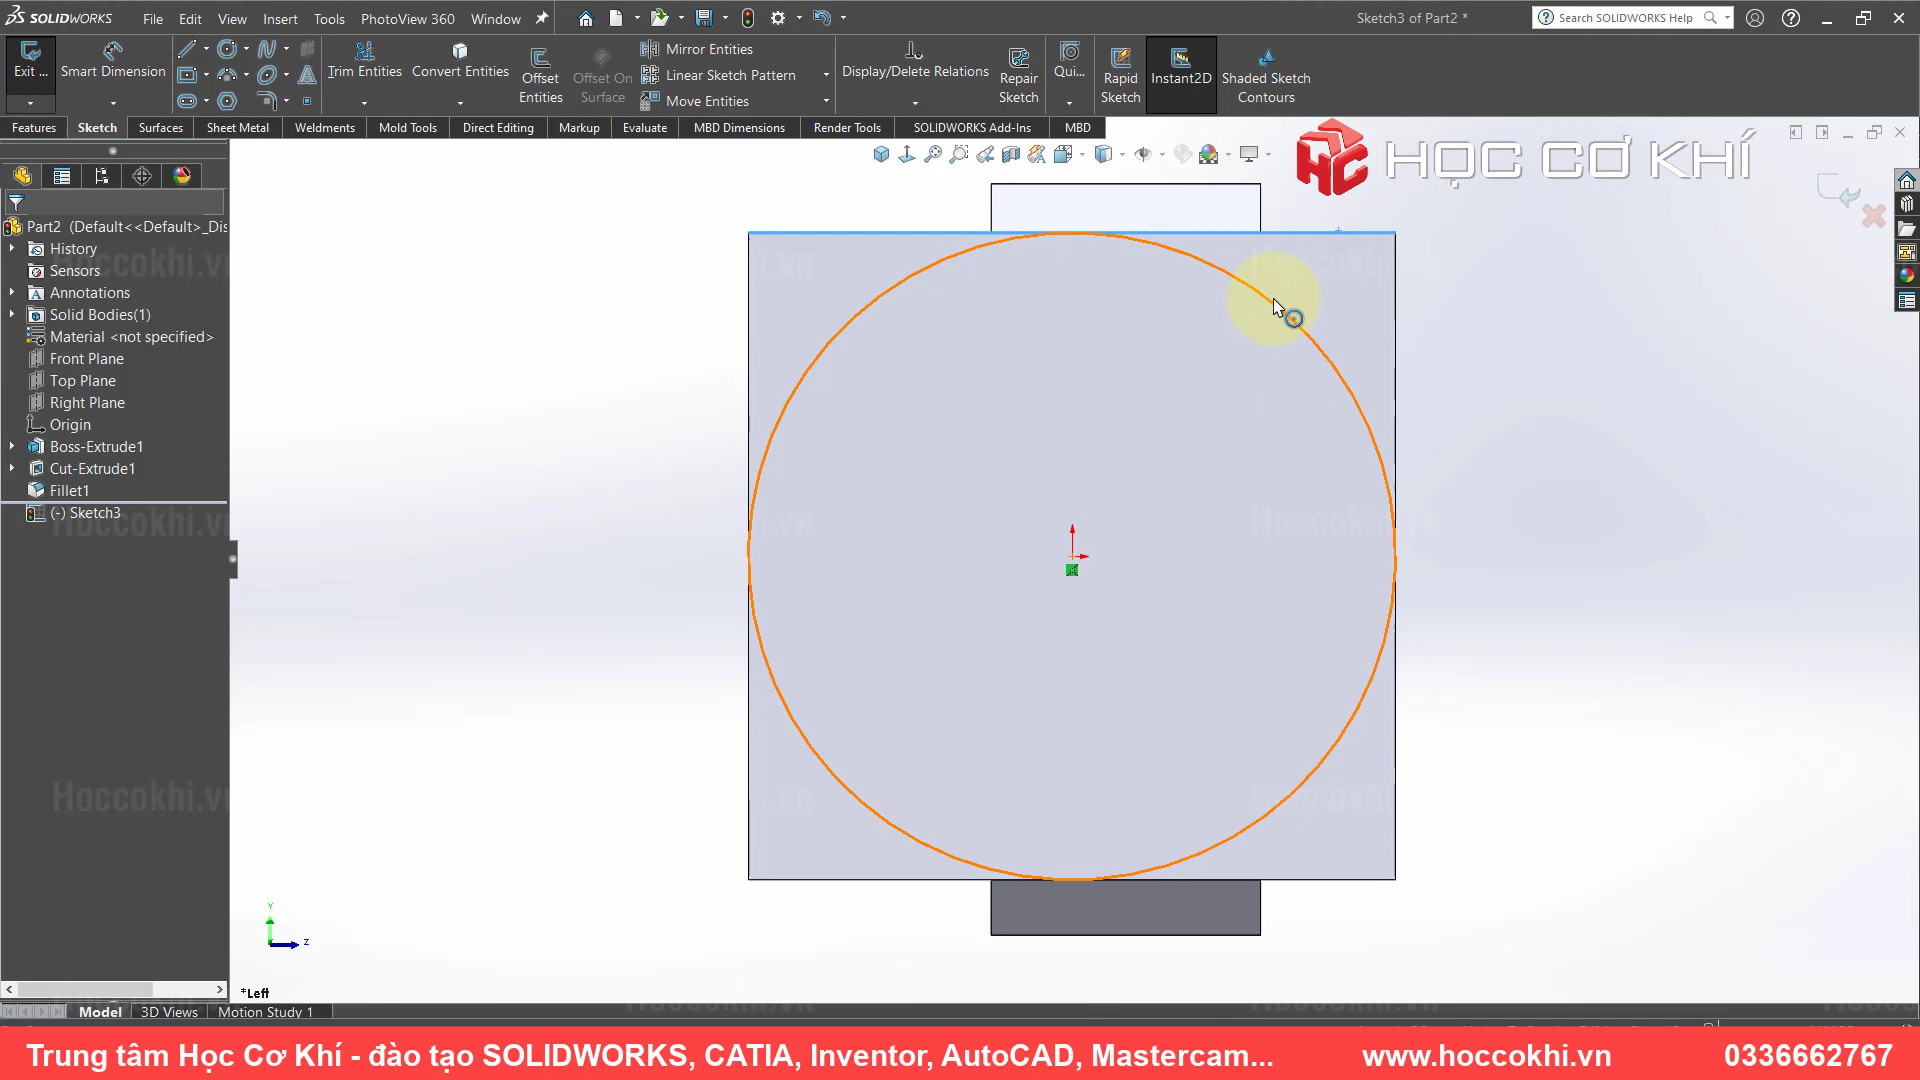 SOLIDWORKS File Edit View Insert Tools PhotoView 360 Window Sketch3 of Part2 * Search SOLIDWORKS Help
Exit ... Smart Dimension Trim Entities Convert Entities Offset Entities Offset On Surface Mirror Entities Linear Sketch Pattern Move Entities Display/Delete Relations Repair Sketch Qui... Rapid Sketch Instant2D Shaded Sketch Contours
Features Sketch Surfaces Sheet Metal Weldments Mold Tools Direct Editing Markup Evaluate MBD Dimensions Render Tools SOLIDWORKS Add-Ins MBD
HC HỌC CƠ KHÍ
Part2 (Default<<Default>_Dis
History
Sensors
Annotations
Solid Bodies(1)
Material <not specified>
Front Plane
Top Plane
Right Plane
Origin
Boss-Extrude1
Cut-Extrude1
Fillet1
(-) Sketch3
Hoccokhi.vn
Hoccokhi.vn
Hoccokhi.v
Y
Z
*Left
Model 3D Views Motion Study 1
Trung tâm Học Cơ Khí - đào tạo SOLIDWORKS, CATIA, Inventor, AutoCAD, Mastercam... www.hoccokhi.vn 0336662767